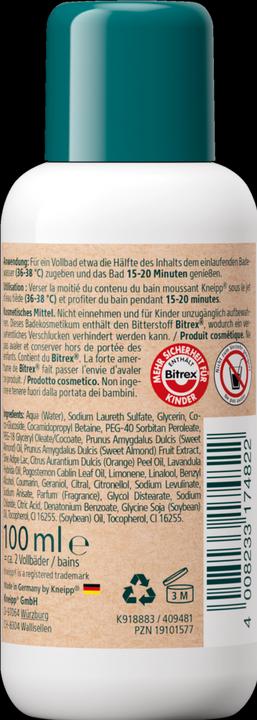 Anwendung: Für ein Vollbad etwa die Hälfte des Inhalts dem einlaufenden Bade-
wasser (36-38 °C) zugeben und das Bad 15-20 Minuten genießen.
Utilisation : Verser la moitié du contenu du bain moussant Kneipp® sous le jet
d'eau tiède (36-38 °C) et profiter du bain pendant 15-20 minutes.
Kosmetisches Mittel. Nicht einnehmen und für Kinder unzugänglich aufbewah-
ren. Dieses Badekosmetikum enthält den Bitterstoff Bitrex®, wodurch ein ver-
sehentliches Verschlucken verhindert werden kann. / Produit cosmétique. Ne
pas avaler et conserver hors de portée des
enfants. Contient du Bitrex®. La forte amer-
tume de Bitrex® fait passer l'envie d'avaler
le produit. / Prodotto cosmetico. Non inge-
rire e tenere fuori dalla portata dei bambini.
MEHR SICHERHEIT FÜR KINDER
ENTHÄLT
Bitrex
Ingredients: Aqua (Water), Sodium Laureth Sulfate, Glycerin, Co-
co-Glucoside, Cocamidopropyl Betaine, PEG-40 Sorbitan Peroleate,
PEG-18 Glyceryl Oleate/Cocoate, Prunus Amygdalus Dulcis (Sweet
Almond) Oil, Prunus Amygdalus Dulcis (Sweet Almond) Fruit Extract,
Zinc Lactate, Citrus Aurantium Dulcis (Orange) Peel Oil, Lavandula
Hybrida Oil, Pogostemon Cablin Leaf Oil, Limonene, Linalool, Benzyl
Alcohol, Coumarin, Geraniol, Citral, Citronellol, Sodium Levulinate,
Sodium Anisate, Parfum (Fragrance), Glycol Distearate, Sodium
Chloride, Citric Acid, Denatonium Benzoate, Glycine Soja (Soybean)
Oil, Tocopherol, CI 16255.
100 ml e
= ca. 2 Vollbäder / bains
Kneipp® is a registered trademark
Made in Germany by Kneipp®
Kneipp® GmbH
D-97064 Würzburg
CH-8304 Wallisellen
3 M
K918883 / 409481
PZN 19101577
4 008233 174822